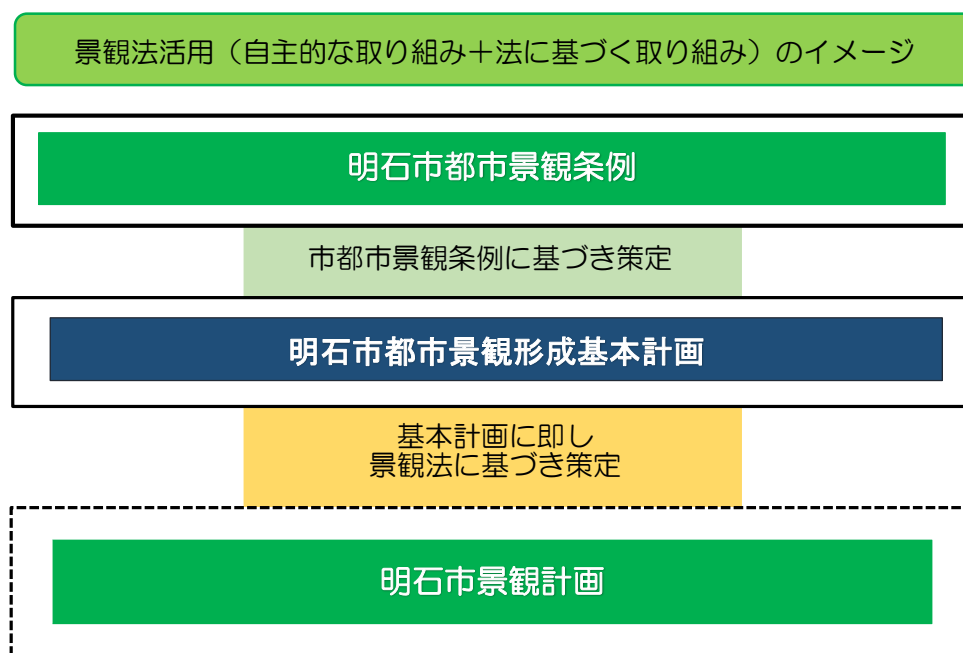 景観法活用（自主的な取り組み＋法に基づく取り組み）のイメージ
明石市都市景観条例
市都市景観条例に基づき策定
明石市都市景観形成基本計画
基本計画に即し
景観法に基づき策定
明石市景観計画